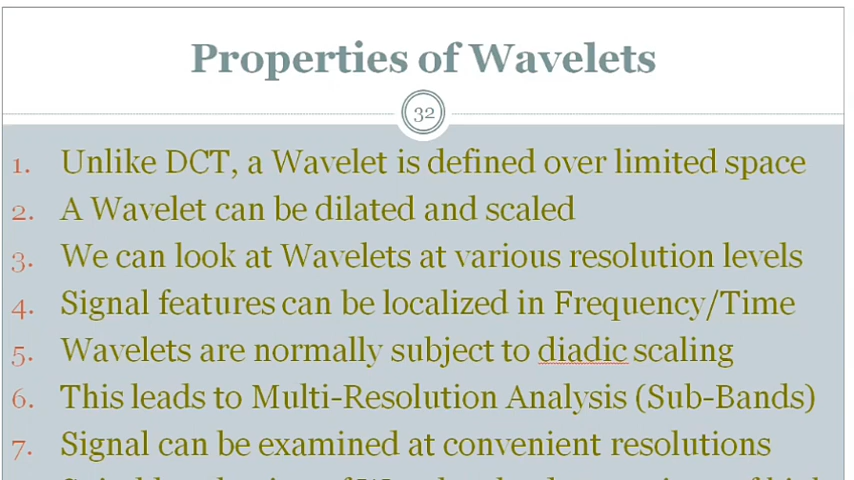 Properties of Wavelets
32
1. Unlike DCT, a Wavelet is defined over limited space
2. A Wavelet can be dilated and scaled
3. We can look at Wavelets at various resolution levels
4. Signal features can be localized in Frequency/Time
5. Wavelets are normally subject to diadic scaling
6. This leads to Multi-Resolution Analysis (Sub-Bands)
7. Signal can be examined at convenient resolutions